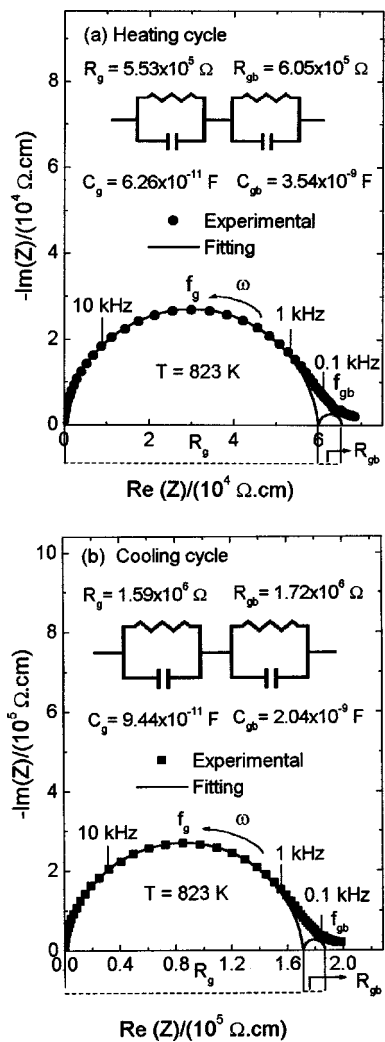 (a) Heating cycle
R_g = 5.53x10^5 Ω R_gb = 6.05x10^5 Ω
C_g = 6.26x10^-11 F C_gb = 3.54x10^-9 F
Experimental
Fitting
f_g ω
10 kHz 1 kHz
0.1 kHz
f_gb
T = 823 K
8
6
4
2
0
-Im(Z)/(10^4 Ω.cm)
0 2 4 6 8
R_g R_gb
Re (Z)/(10^4 Ω.cm)
(b) Cooling cycle
R_g = 1.59x10^6 Ω R_gb = 1.72x10^6 Ω
C_g = 9.44x10^-11 F C_gb = 2.04x10^-9 F
Experimental
Fitting
f_g ω
10 kHz 1 kHz
0.1 kHz
f_gb
T = 823 K
10
8
6
4
2
0
-Im(Z)/(10^5 Ω.cm)
0.0 0.4 0.8 1.2 1.6 2.0
R_g R_gb
Re (Z)/(10^5 Ω.cm)